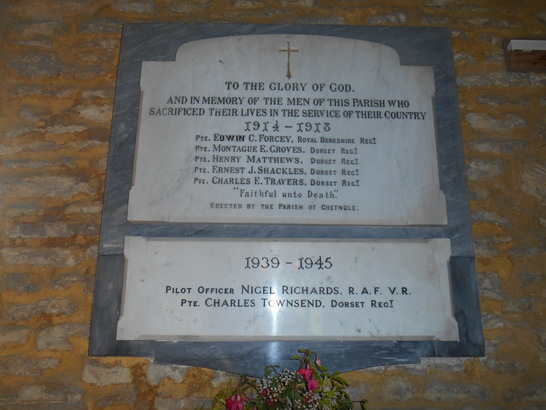 TO THE GLORY OF GOD.
AND IN MEMORY OF THE MEN OF THIS PARISH WHO
SACRIFICED THEIR LIVES IN THE SERVICE OF THEIR COUNTRY
1914-1918
PTE. EDWIN C. FORCEY, ROYAL BERKSHIRE REGT
PTE. MONTAGUE E. GROVES, DORSET REGT
PTE. HENRY MATTHEWS, DORSET REGT
PTE. ERNEST J. SHACKLES, DORSET REGT
PTE. CHARLES E. TRAVERS, DORSET REGT
"FAITHFUL UNTO DEATH."
ERECTED BY THE PARISH OF CHETNOLE.
1939-1945
PILOT OFFICER NIGEL RICHARDS, R.A.F. V.R.
PTE. CHARLES TOWNSEND, DORSET REGT